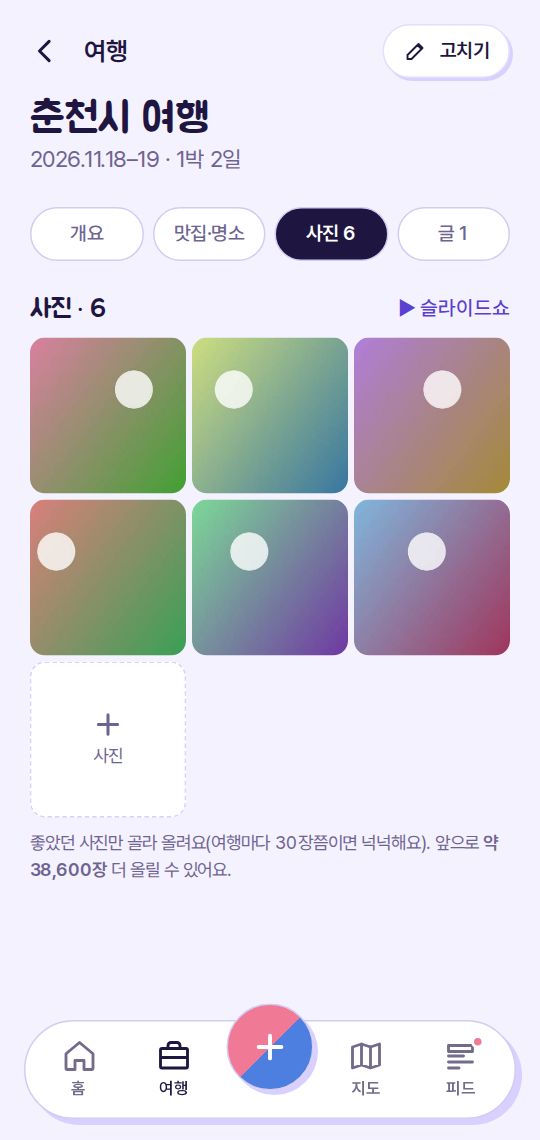 여행
고치기
춘천시 여행
2026.11.18–19 · 1박 2일
개요
맛집·명소
사진 6
글 1
사진 · 6
▶ 슬라이드쇼
사진
좋았던 사진만 골라 올려요(여행마다 30장쯤이면 넉넉해요). 앞으로 약
38,600장 더 올릴 수 있어요.
홈
여행
지도
피드